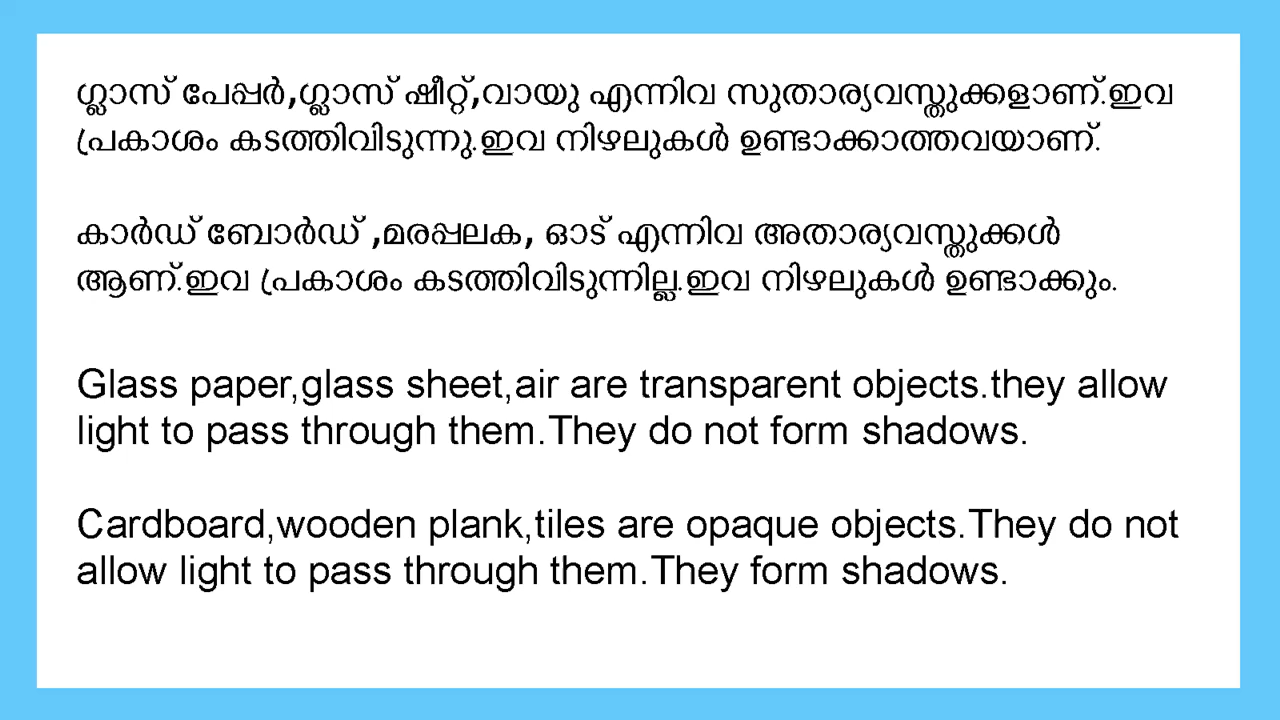 ഗ്ലാസ് പേപ്പർ,ഗ്ലാസ് ഷീറ്റ്,വായു എന്നിവ സുതാര്യവസ്തുക്കളാണ്.ഇവ
പ്രകാശം കടത്തിവിടുന്നു.ഇവ നിഴലുകൾ ഉണ്ടാക്കാത്തവയാണ്.
കാർഡ് ബോർഡ് ,മരപ്പലക, ഓട് എന്നിവ അതാര്യവസ്തുക്കൾ
ആണ്.ഇവ പ്രകാശം കടത്തിവിടുന്നില്ല.ഇവ നിഴലുകൾ ഉണ്ടാക്കും.
Glass paper,glass sheet,air are transparent objects.they allow
light to pass through them.They do not form shadows.
Cardboard,wooden plank,tiles are opaque objects.They do not
allow light to pass through them.They form shadows.